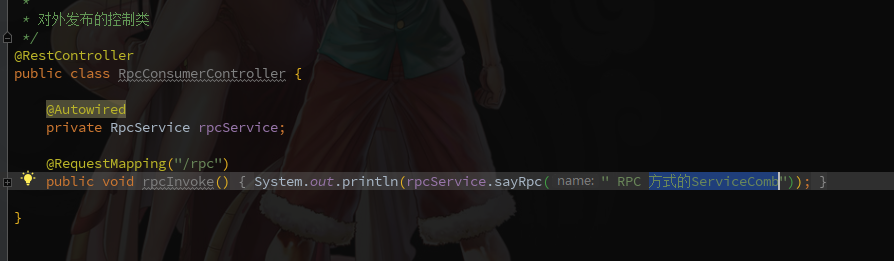 *
* 对外发布的控制类
*/
@RestController
public class RpcConsumerController {
@Autowired
private RpcService rpcService;
@RequestMapping("/rpc")
public void rpcInvoke() { System.out.println(rpcService.sayRpc( name: " RPC 方式的ServiceComb")); }
}